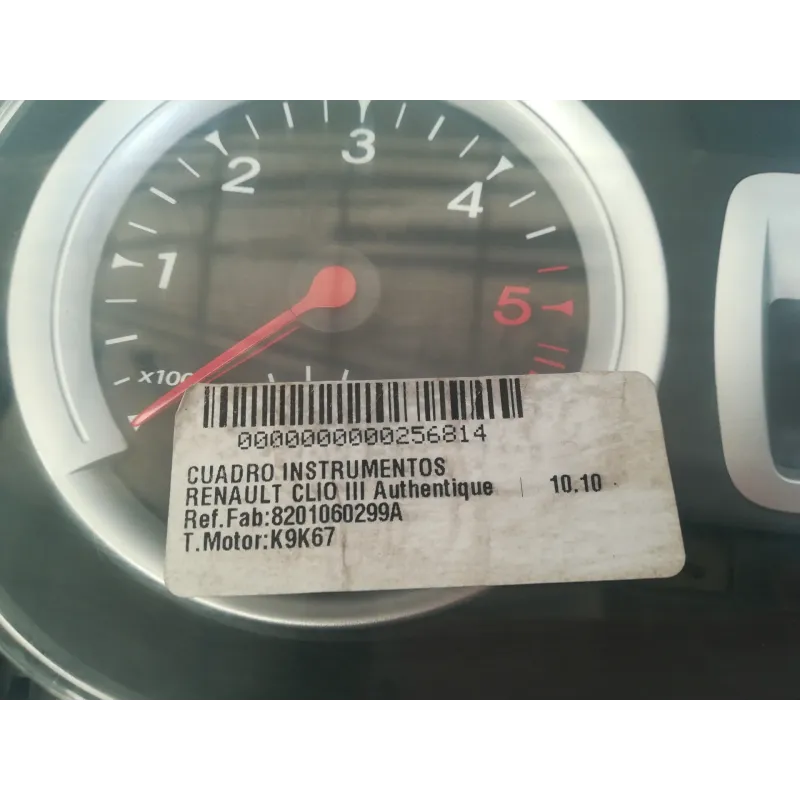 3
2
4
1
5
x100
0000000000256814
CUADRO INSTRUMENTOS
RENAULT CLIO III Authentique | 10.10
Ref.Fab:8201060299A
T.Motor:K9K67